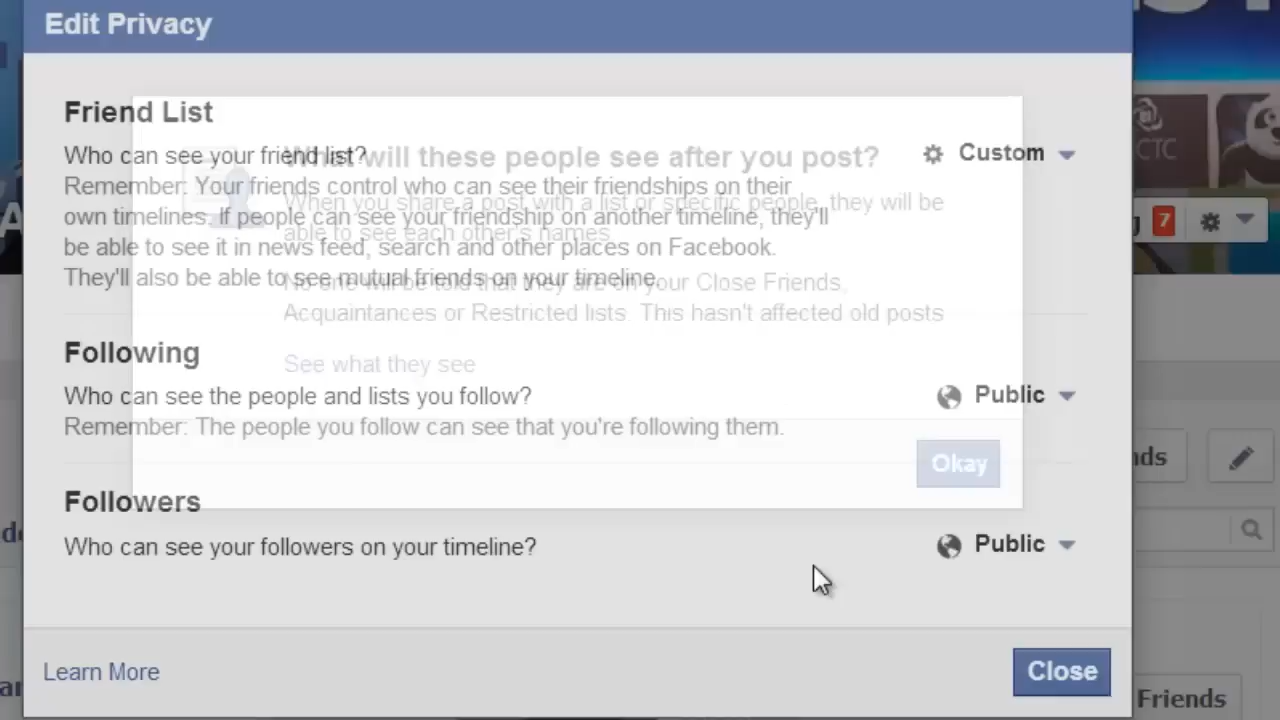 Edit Privacy
Friend List
Who can see your friend list?
Custom
Remember: Your friends control who can see their friendships on their
own timelines. If people can see your friendship on another timeline, they'll
be able to see it in news feed, search and other places on Facebook.
They'll also be able to see mutual friends on your timeline.
What will these people see after you post?
When you share a post with a list or specific people, they will be
able to see each other's names
No one will be told that they are on your Close Friends,
Acquaintances or Restricted lists. This hasn't affected old posts
See what they see
Okay
Following
Who can see the people and lists you follow?
Public
Remember: The people you follow can see that you're following them.
Followers
Who can see your followers on your timeline?
Public
Learn More
Close
CTC
7
Friends